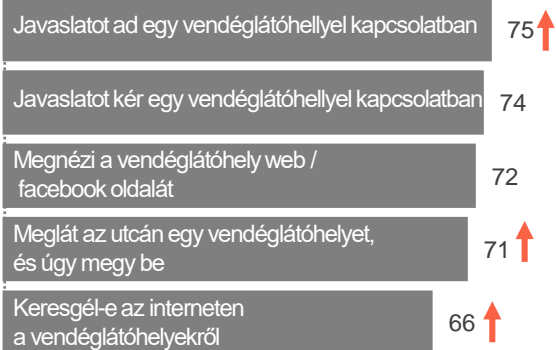 Javaslatot ad egy vendéglátóhellyel kapcsolatban 75
Javaslatot kér egy vendéglátóhellyel kapcsolatban 74
Megnézi a vendéglátóhely web /
facebook oldalát 72
Meglát az utcán egy vendéglátóhelyet,
és úgy megy be 71
Keresgél-e az interneten
a vendéglátóhelyekről 66